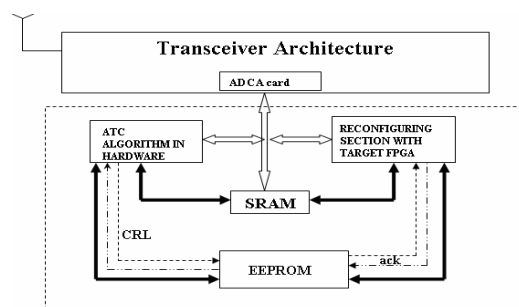 Transceiver Architecture
ADCA card
ATC
ALGORITHM IN
HARDWARE
RECONFIGURING
SECTION WITH
TARGET FPGA
SRAM
CRL
ack
EEPROM